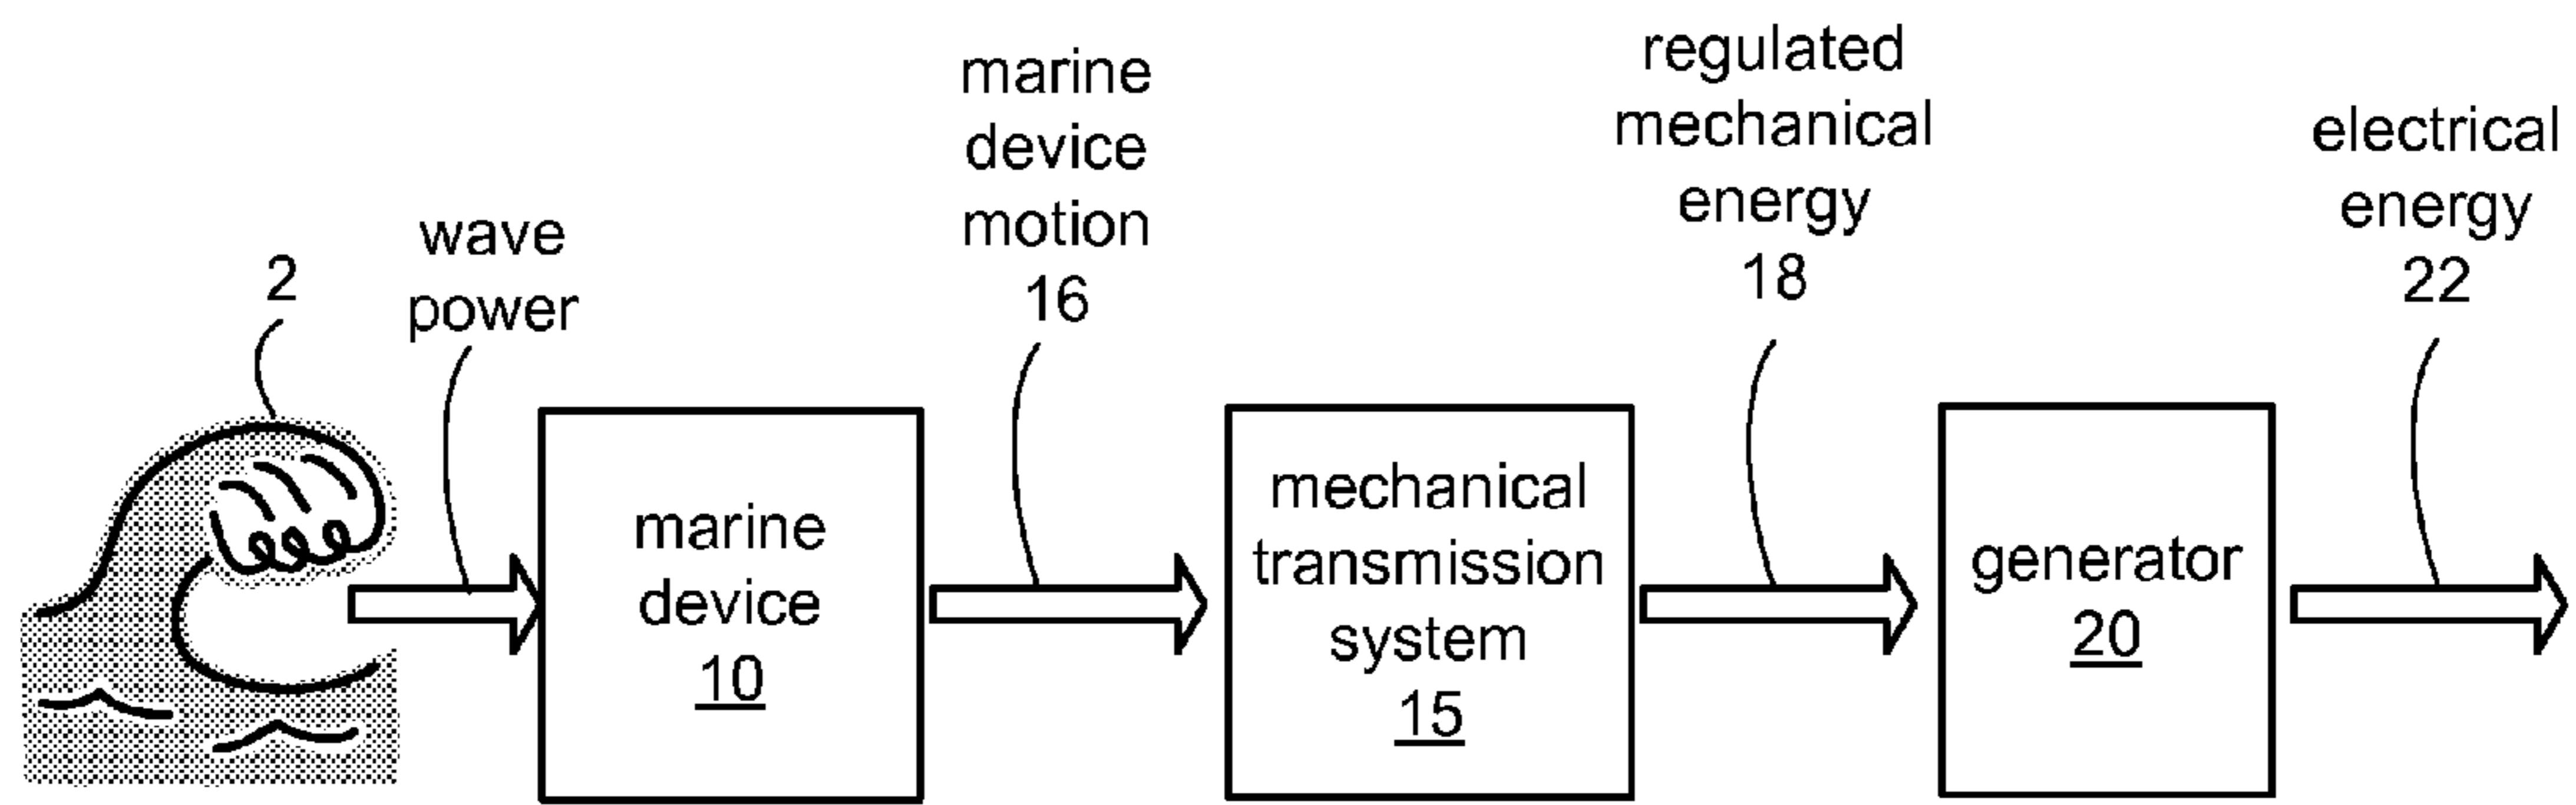 2
wave
power
marine
device
motion
16
regulated
mechanical
energy
18
electrical
energy
22
marine
device
10
mechanical
transmission
system
15
generator
20